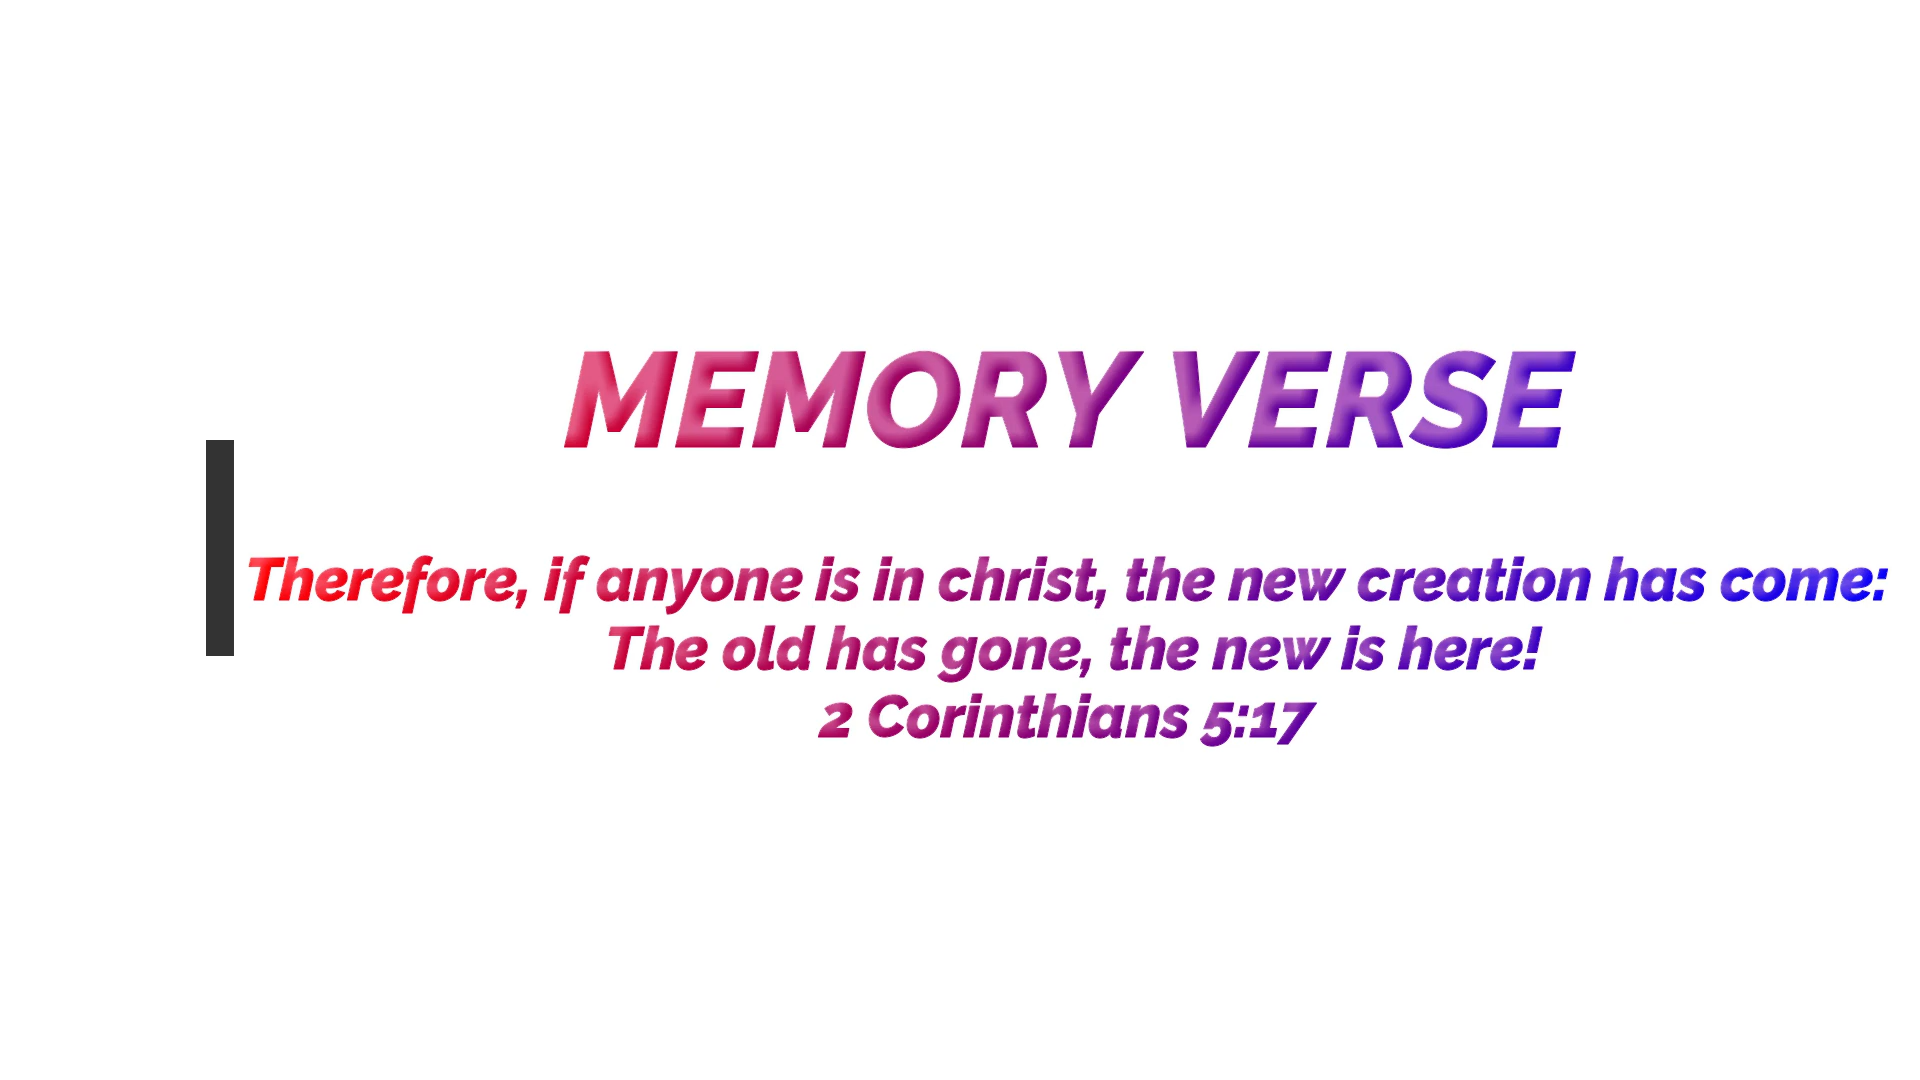 MEMORY VERSE
Therefore, if anyone is in christ, the new creation has come:
The old has gone, the new is here!
2 Corinthians 5:17